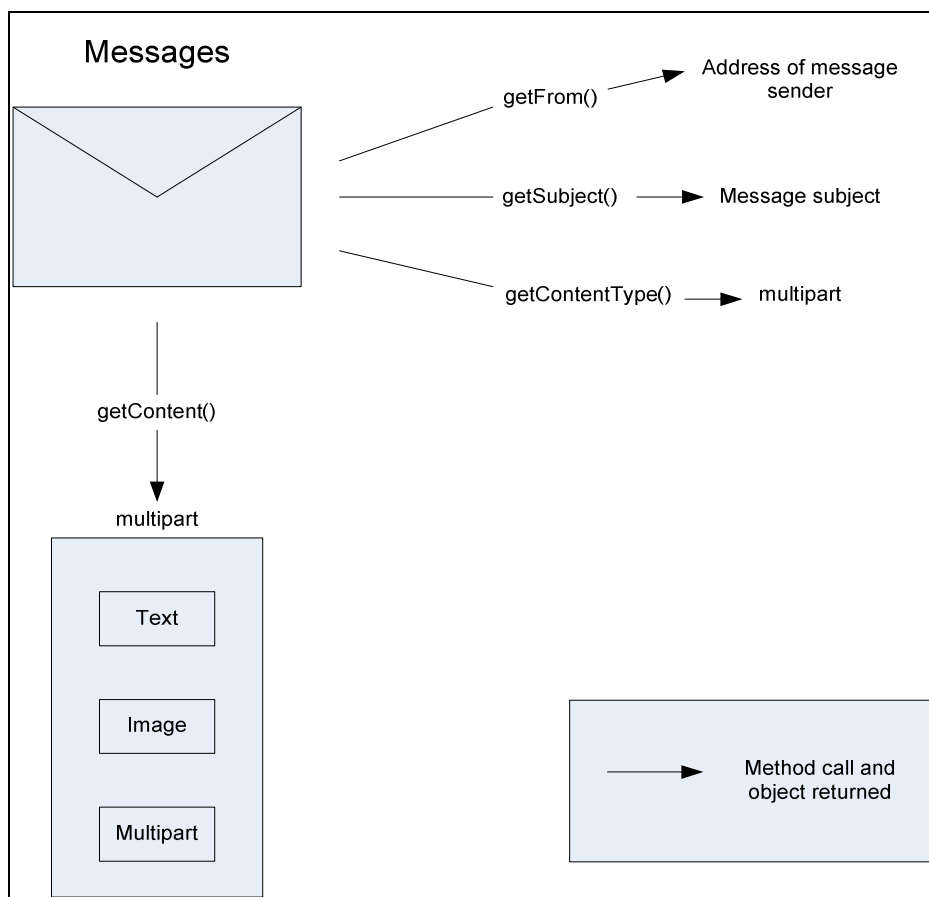 Messages
getFrom()
Address of message
sender
getSubject()
Message subject
getContentType()
multipart
getContent()
multipart
Text
Image
Multipart
Method call and
object returned